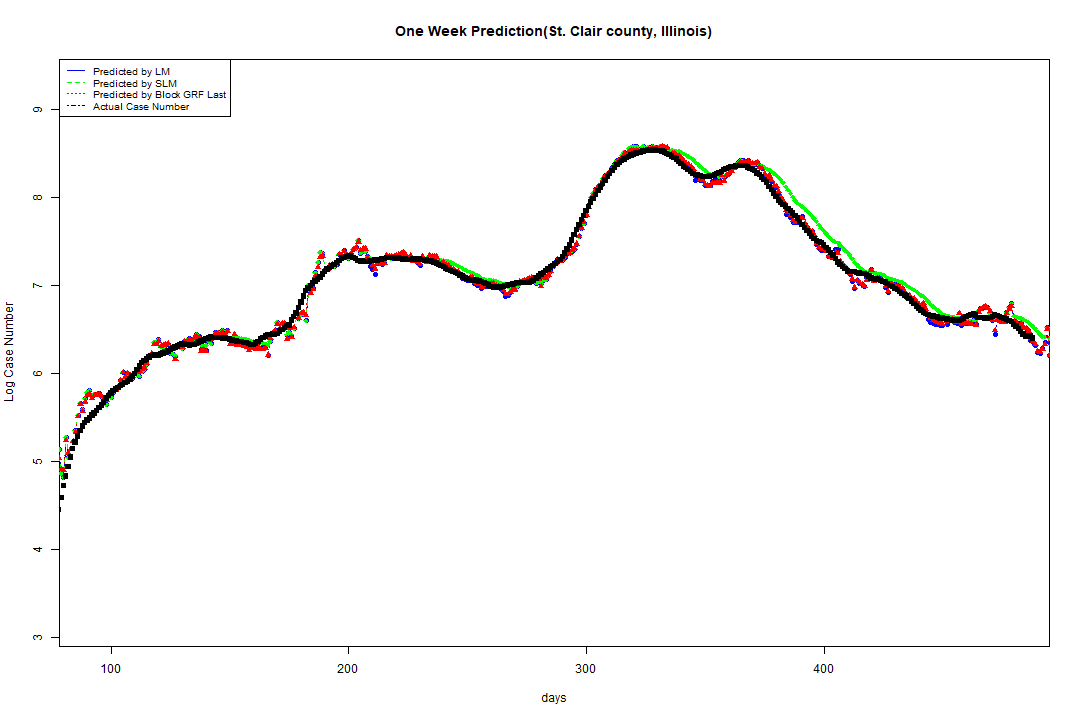 One Week Prediction(St. Clair county, Illinois)
Predicted by LM
Predicted by SLM
Predicted by Block GRF Last
Actual Case Number
9
8
7
6
5
4
3
Log Case Number
100
200
300
400
days